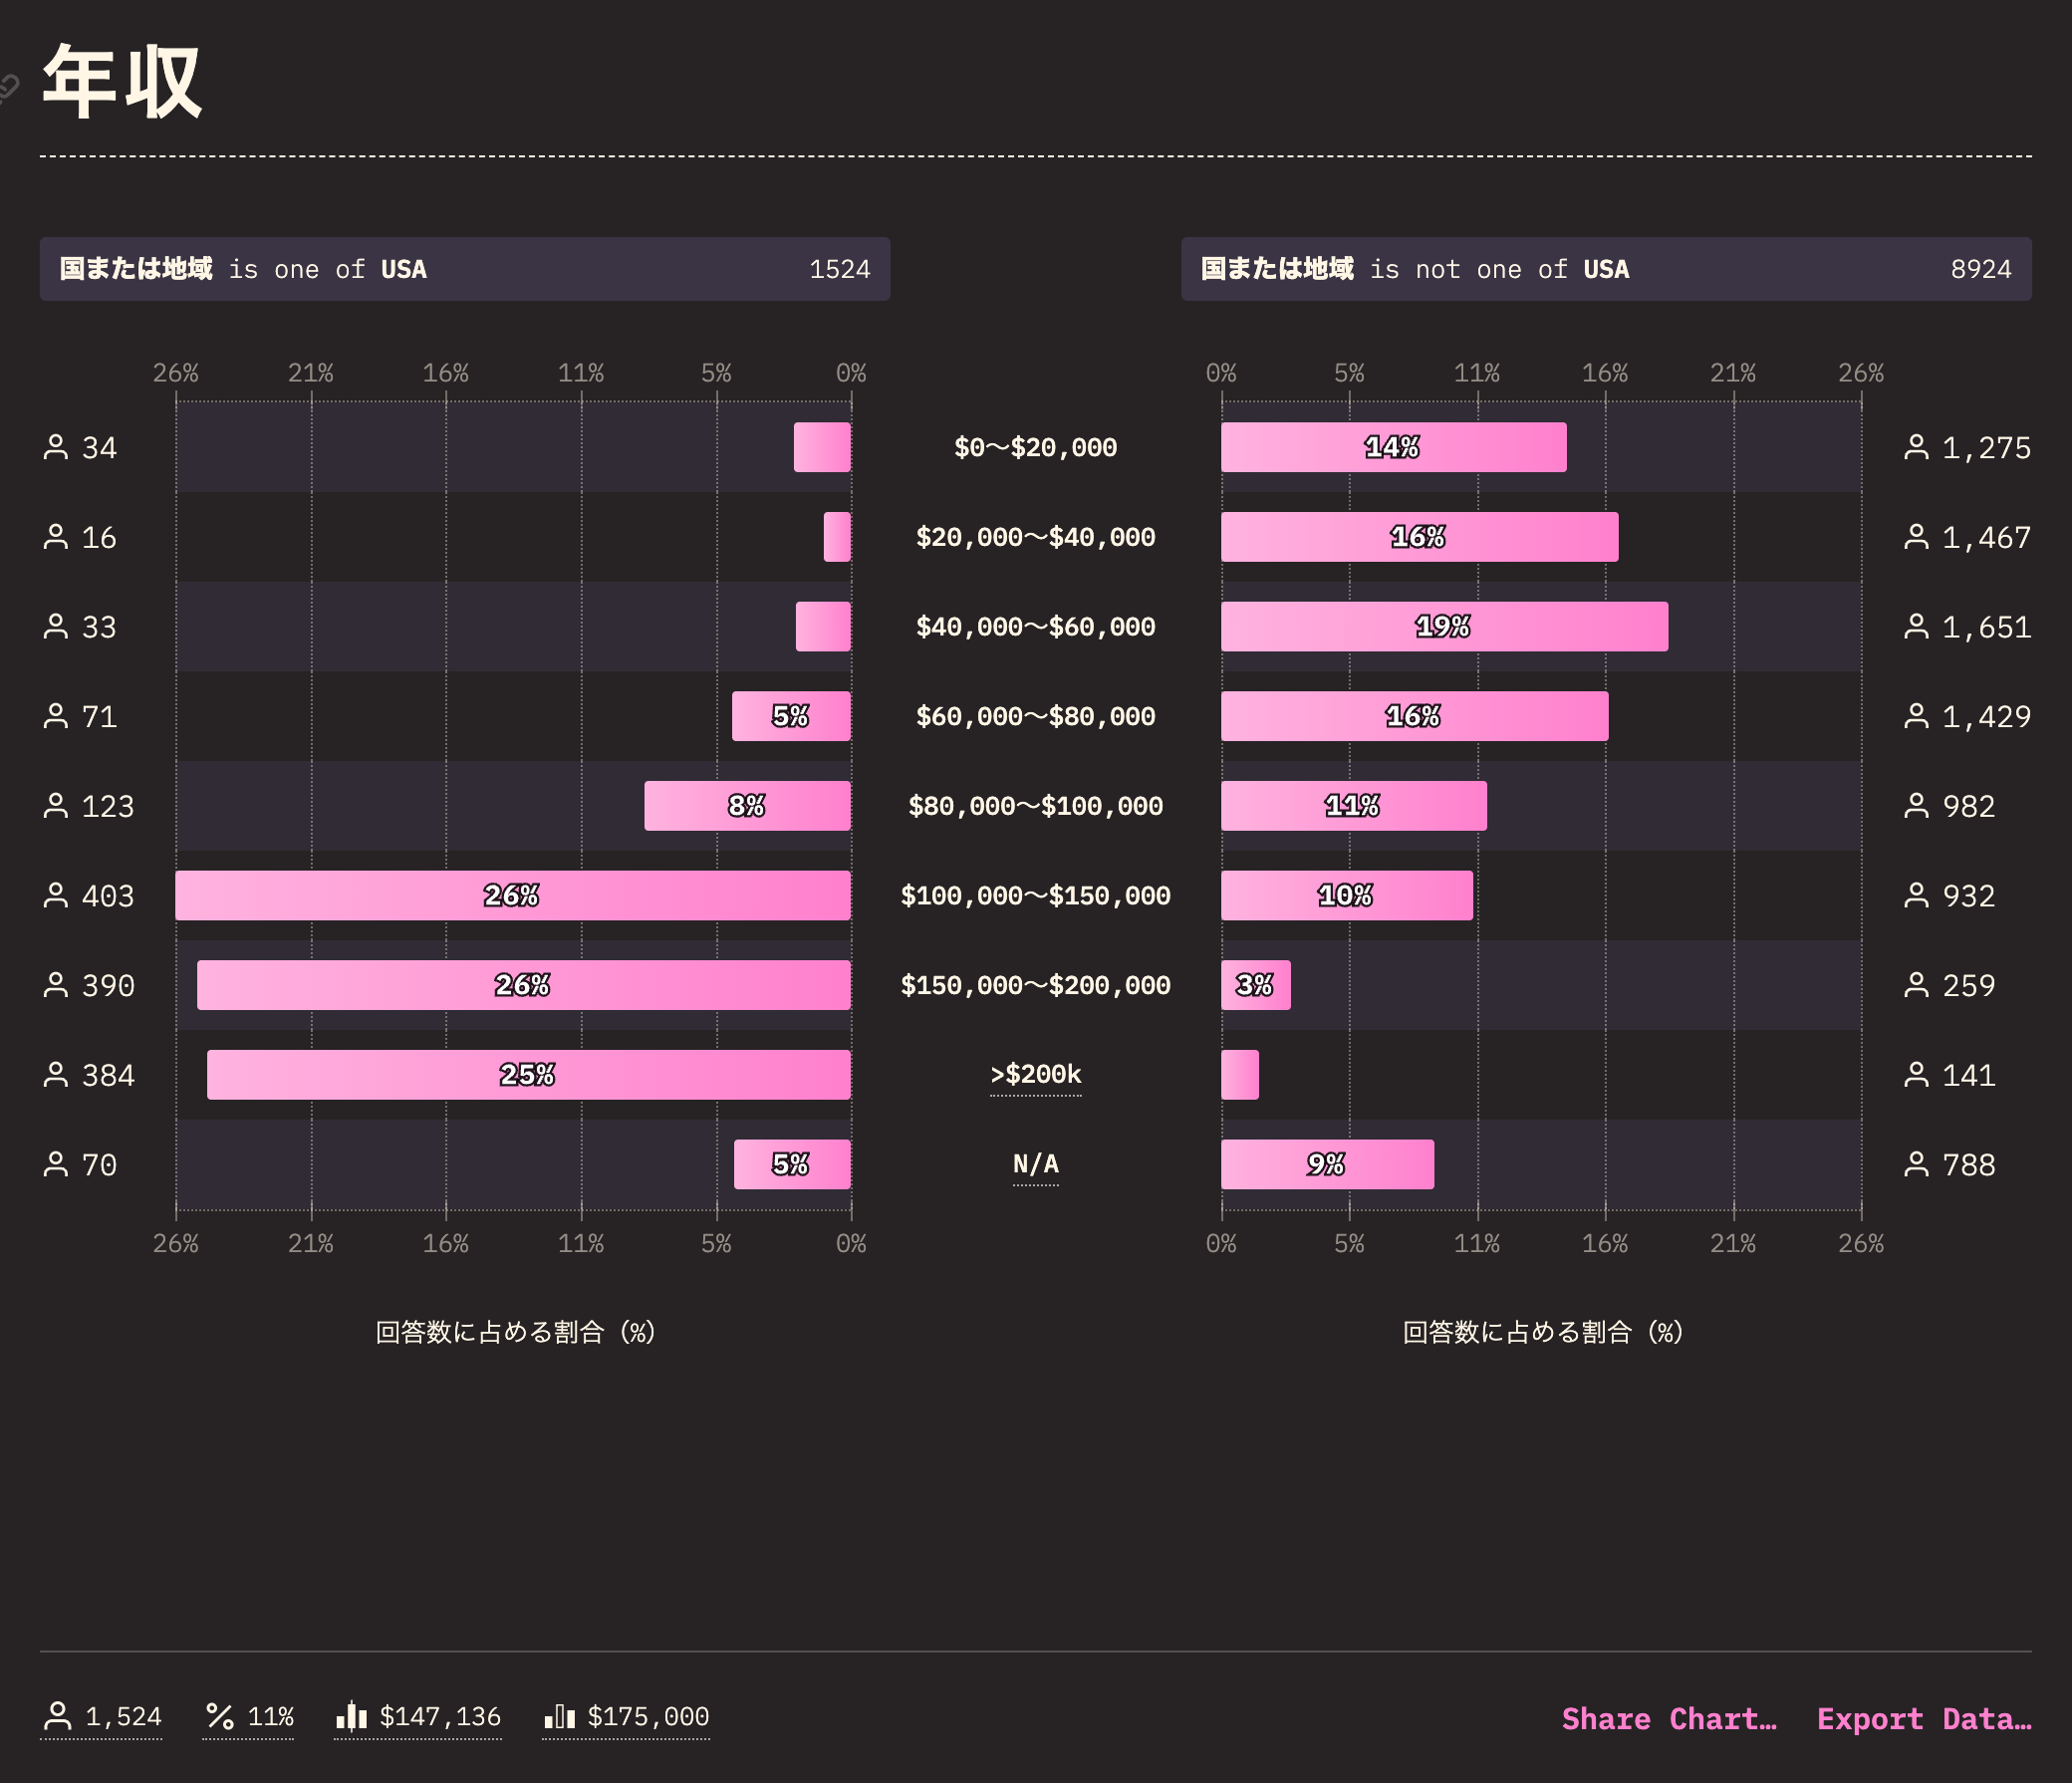 年収
国または地域 is one of USA 1524
国または地域 is not one of USA 8924
26% 21% 16% 11% 5% 0%
0% 5% 11% 16% 21% 26%
34 $0〜$20,000 14% 1,275
16 $20,000〜$40,000 16% 1,467
33 $40,000〜$60,000 19% 1,651
71 5% $60,000〜$80,000 16% 1,429
123 8% $80,000〜$100,000 11% 982
403 26% $100,000〜$150,000 10% 932
390 26% $150,000〜$200,000 3% 259
384 25% >$200k 141
70 5% N/A 9% 788
26% 21% 16% 11% 5% 0%
0% 5% 11% 16% 21% 26%
回答数に占める割合（%）
回答数に占める割合（%）
1,524 11% $147,136 $175,000
Share Chart… Export Data…